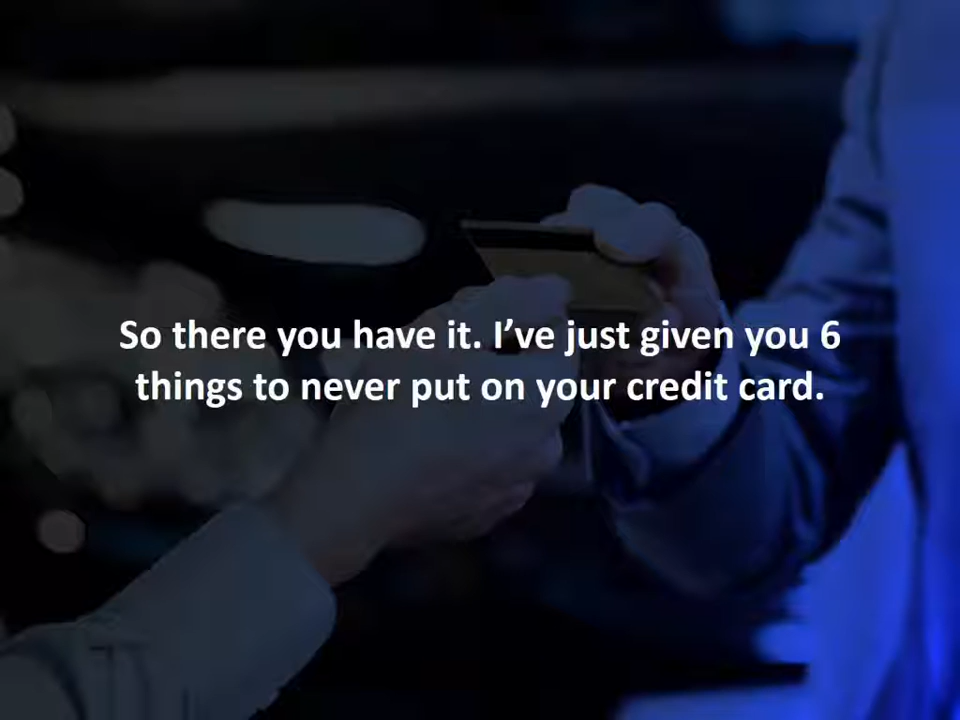 So there you have it. I’ve just given you 6
things to never put on your credit card.